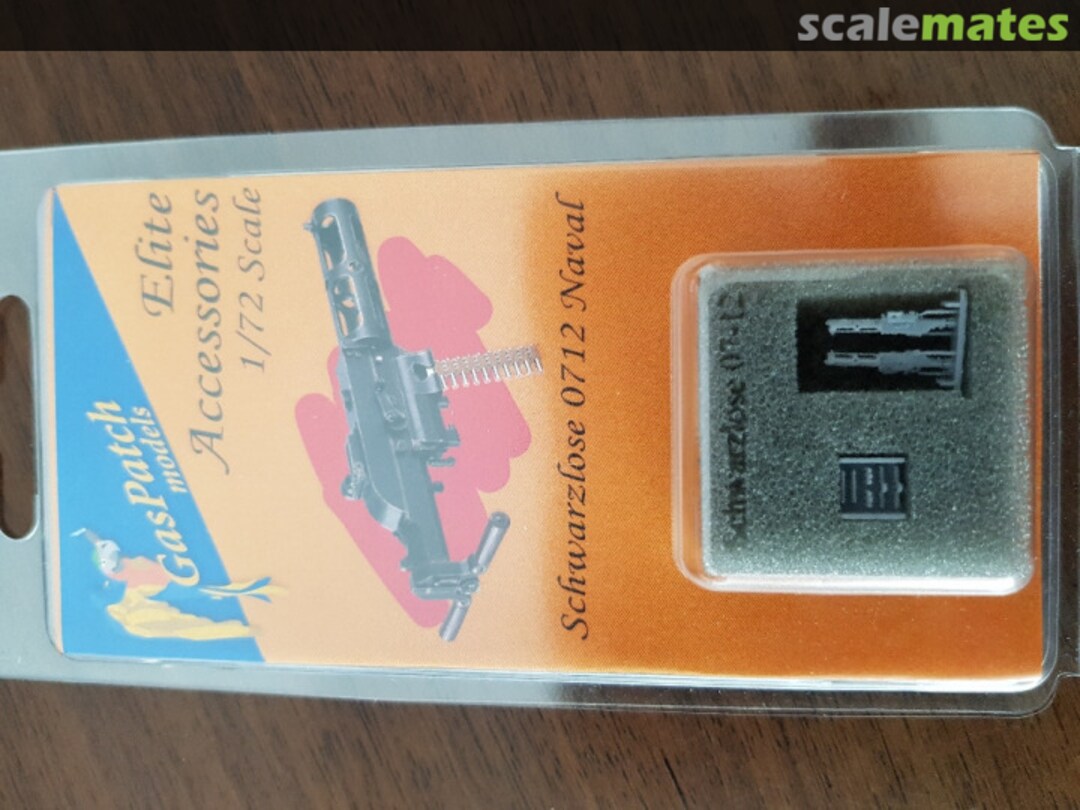 scalemates
GasPatch
models
Elite
Accessories
1/72 Scale
Schwarzlose 0712 Naval
Schwarzlose 07-12